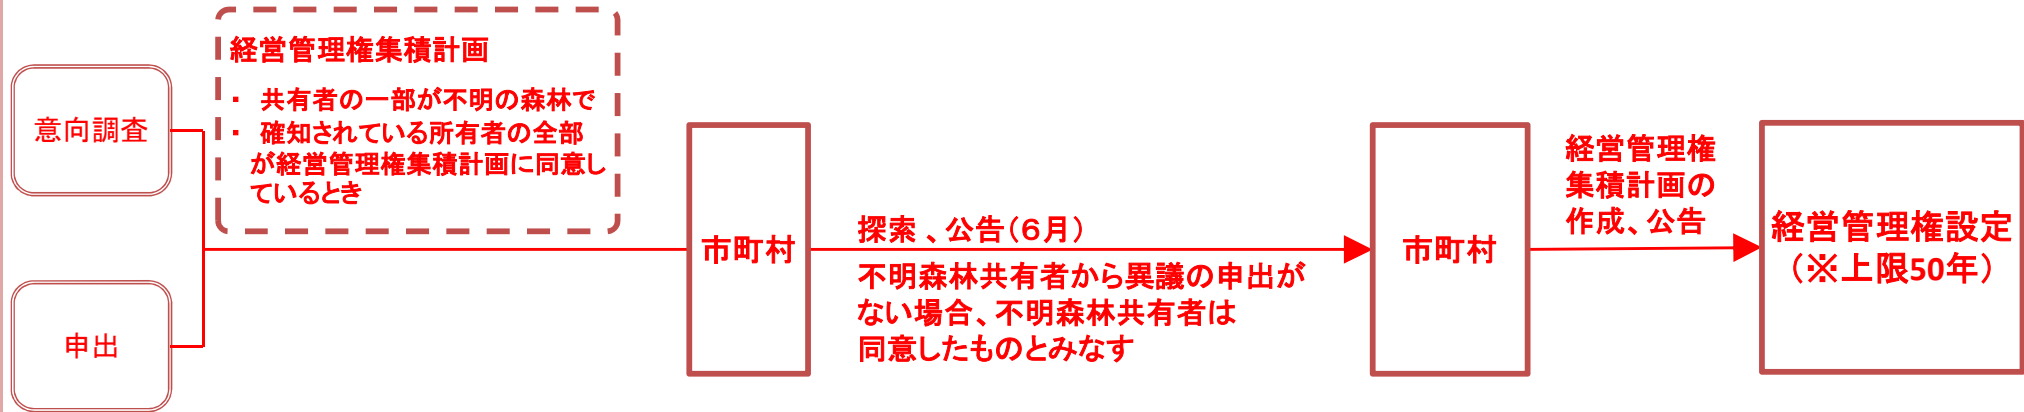 経営管理権集積計画
・ 共有者の一部が不明の森林で
・ 確知されている所有者の全部
が経営管理権集積計画に同意し
ているとき
意向調査
申出
市町村
探索 、公告（６月）
不明森林共有者から異議の申出が
ない場合、不明森林共有者は
同意したものとみなす
市町村
経営管理権
集積計画の
作成、公告
経営管理権設定
（※上限50年）